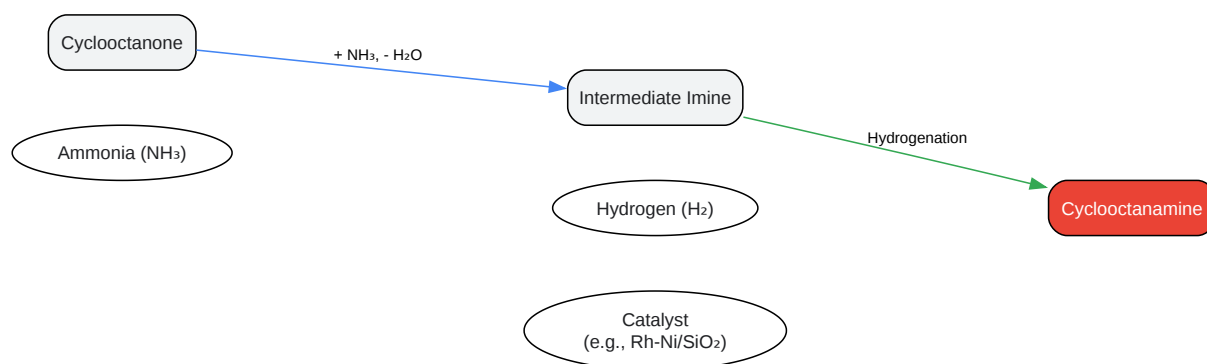 Cyclooctanone
+ NH₃, - H₂O
Intermediate Imine
Ammonia (NH₃)
Hydrogenation
Hydrogen (H₂)
Cyclooctanamine
Catalyst
(e.g., Rh-Ni/SiO₂)